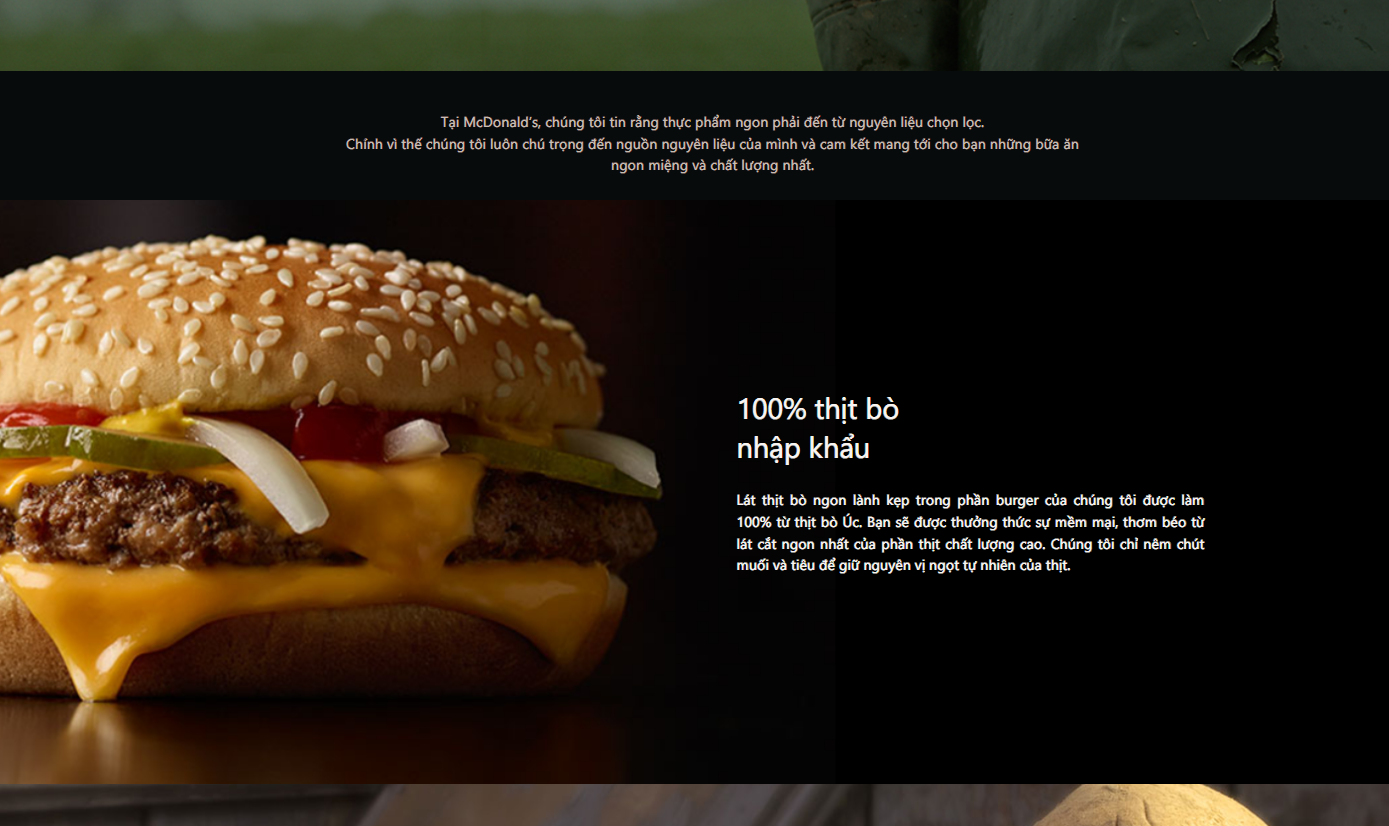 Tại McDonald’s, chúng tôi tin rằng thực phẩm ngon phải đến từ nguyên liệu chọn lọc.
Chính vì thế chúng tôi luôn chú trọng đến nguồn nguyên liệu của mình và cam kết mang tới cho bạn những bữa ăn
ngon miệng và chất lượng nhất.
100% thịt bò
nhập khẩu
Lát thịt bò ngon lành kẹp trong phần burger của chúng tôi được làm
100% từ thịt bò Úc. Bạn sẽ được thưởng thức sự mềm mại, thơm béo từ
lát cắt ngon nhất của phần thịt chất lượng cao. Chúng tôi chỉ nêm chút
muối và tiêu để giữ nguyên vị ngọt tự nhiên của thịt.